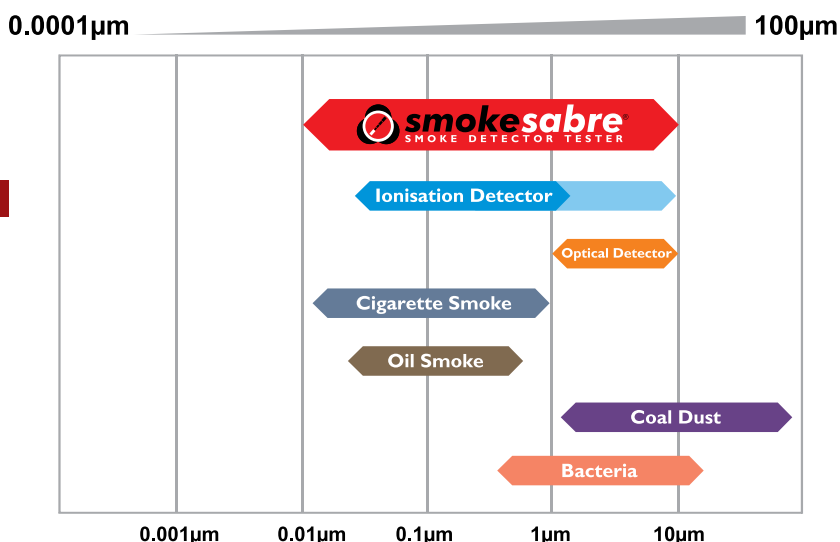 0.0001µm 100µm
smokesabre®
SMOKE DETECTOR TESTER
Ionisation Detector
Optical Detector
Cigarette Smoke
Oil Smoke
Coal Dust
Bacteria
0.001µm 0.01µm 0.1µm 1µm 10µm